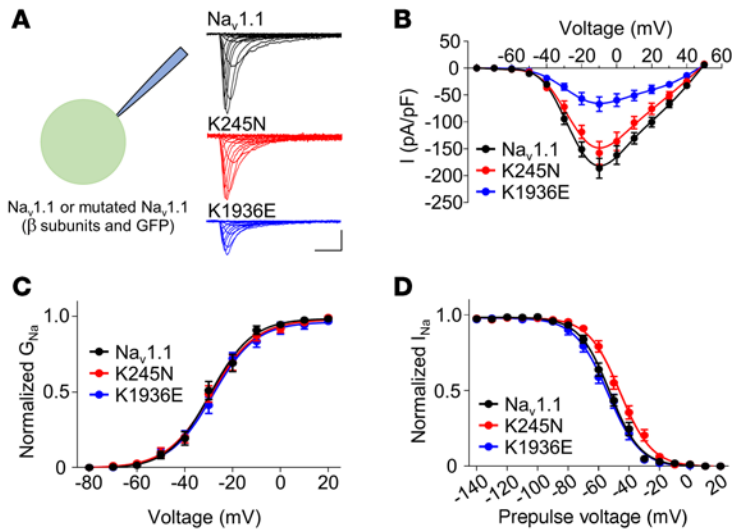 A
Naᵥ1.1
K245N
K1936E
Naᵥ1.1 or mutated Naᵥ1.1
(β subunits and GFP)
B
Voltage (mV)
-60 -40 -20 0 20 40 60
50
0
-50
-100
-150
-200
-250
I (pA/pF)
Naᵥ1.1
K245N
K1936E
C
1.0
0.5
0
Normalized G_Na
Naᵥ1.1
K245N
K1936E
-80 -60 -40 -20 0 20
Voltage (mV)
D
1.0
0.5
0
Normalized I_Na
Naᵥ1.1
K245N
K1936E
-140 -120 -100 -80 -60 -40 -20 0 20
Prepulse voltage (mV)